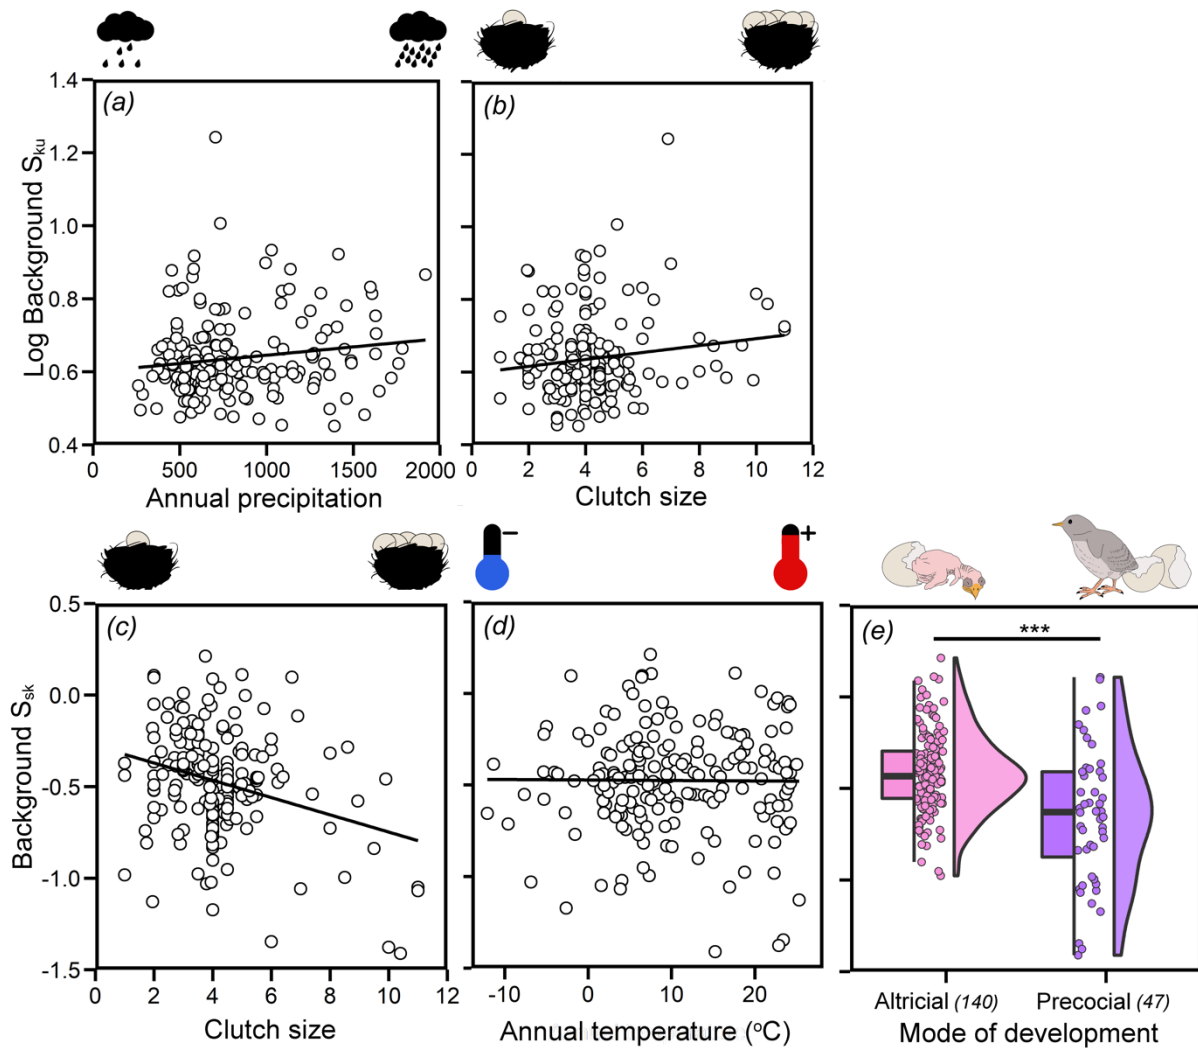 (a)
(b)
Log Background Sku
1.4
1.2
1.0
0.8
0.6
0.4
0 500 1000 1500 2000
Annual precipitation
0 2 4 6 8 10 12
Clutch size
− +
(c)
(d)
(e)
***
Background Ssk
0.5
0.0
-0.5
-1.0
-1.5
0 2 4 6 8 10 12
Clutch size
-10 0 10 20
Annual temperature (°C)
Altricial (140) Precocial (47)
Mode of development